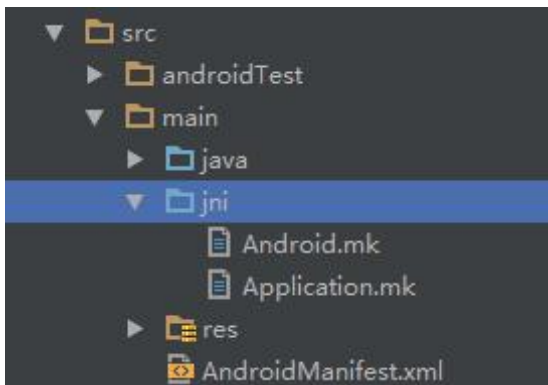 src
androidTest
main
java
jni
Android.mk
Application.mk
res
AndroidManifest.xml